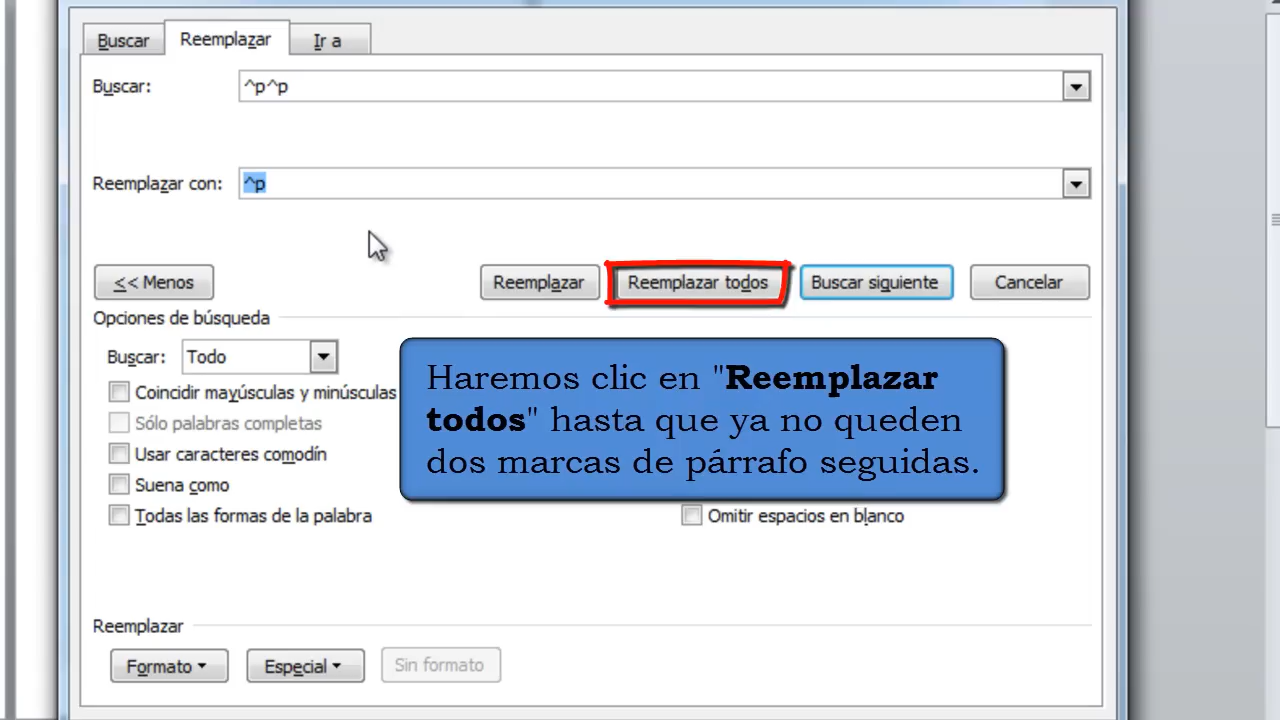 Buscar Reemplazar Ir a
Buscar: ^p^p
Reemplazar con: ^p
<< Menos Reemplazar Reemplazar todos Buscar siguiente Cancelar
Opciones de búsqueda
Buscar: Todo
Coincidir mayúsculas y minúsculas
Sólo palabras completas
Usar caracteres comodín
Suena como
Todas las formas de la palabra
Haremos clic en "Reemplazar
todos" hasta que ya no queden
dos marcas de párrafo seguidas.
Omitir espacios en blanco
Reemplazar
Formato Especial Sin formato